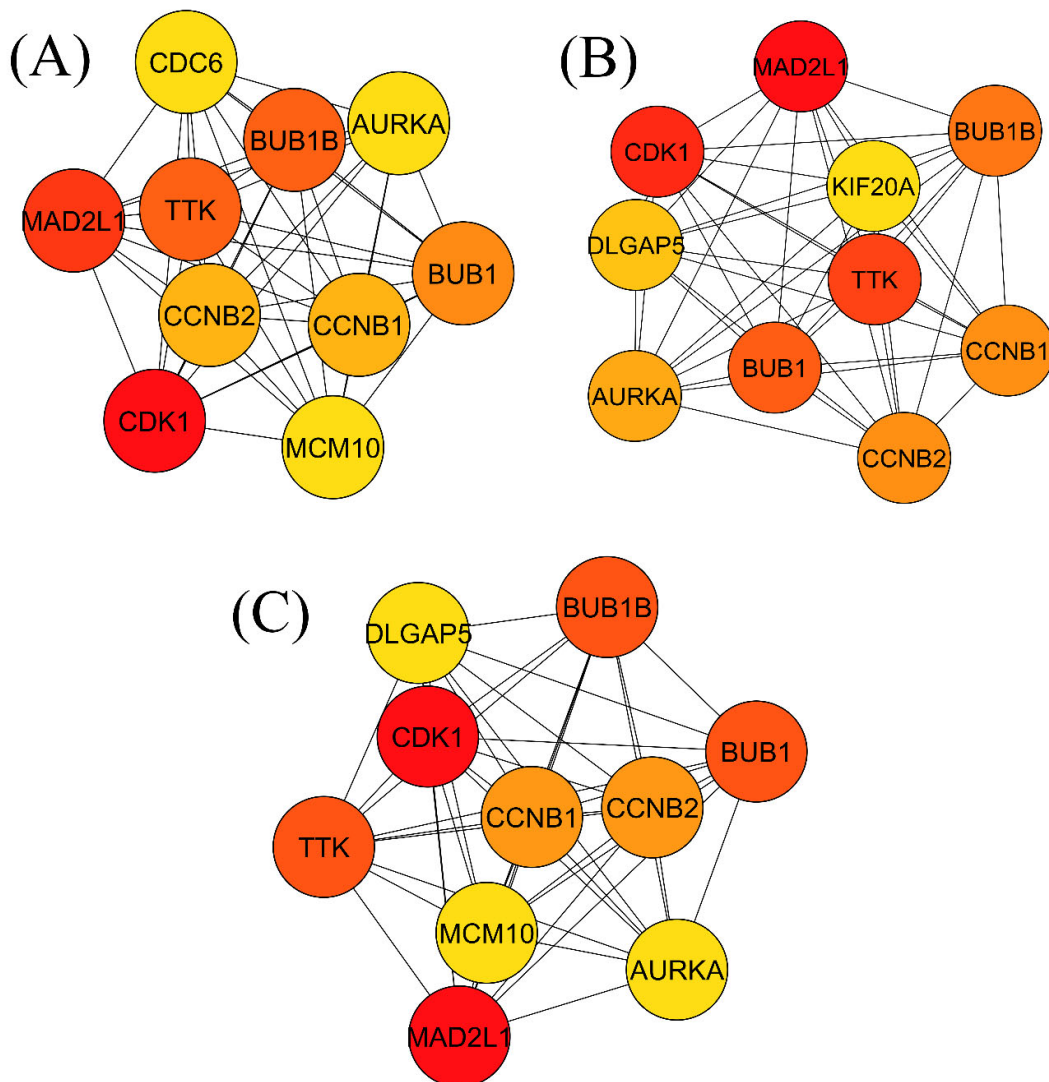 (A)
CDC6
AURKA
BUB1B
MAD2L1
TTK
BUB1
CCNB2
CCNB1
CDK1
MCM10
(B)
MAD2L1
BUB1B
CDK1
KIF20A
DLGAP5
TTK
CCNB1
BUB1
AURKA
CCNB2
(C)
BUB1B
DLGAP5
CDK1
BUB1
CCNB2
CCNB1
TTK
MCM10
AURKA
MAD2L1